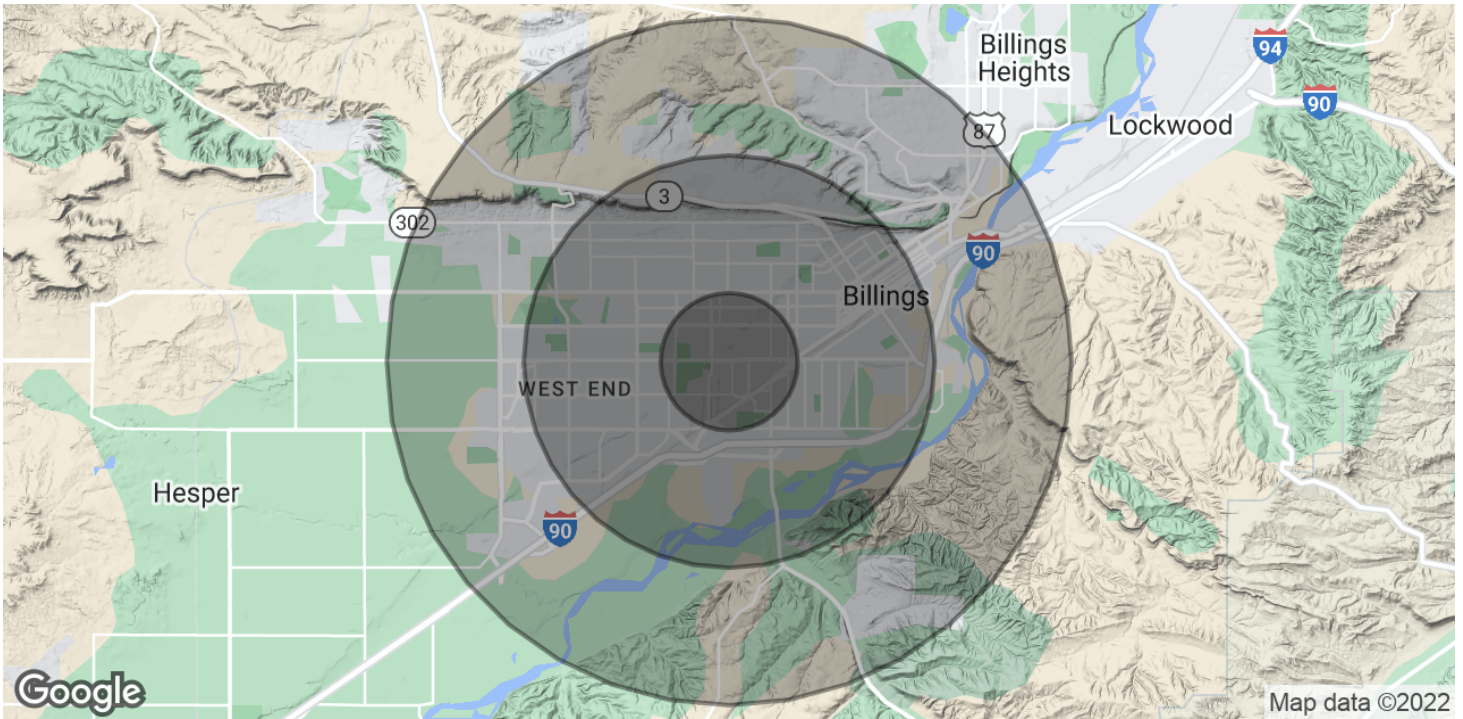 Billings
Heights
94
90
87
Lockwood
3
302
90
Billings
WEST END
Hesper
90
Google
Map data ©2022